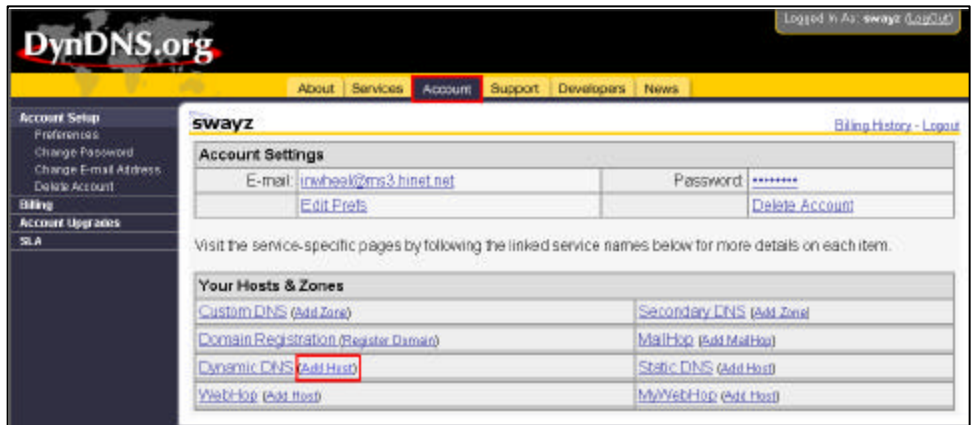 Logged In As: swayz (LogOut)
DynDNS.org
About Services Account Support Developers News
Account Setup
Preferences
Change Password
Change E-mail Address
Delete Account
Billing
Account Upgrades
SLA
swayz
Billing History - Logout
Account Settings
E-mail: inwheel@ms3.hinet.net Password: ********
Edit Prefs Delete Account
Visit the service-specific pages by following the linked service names below for more details on each item.
Your Hosts & Zones
Custom DNS (Add Zone) Secondary DNS (Add Zone)
Domain Registration (Register Domain) MailHop (Add MailHop)
Dynamic DNS (Add Host) Static DNS (Add Host)
WebHop (Add Host) MyWebHop (Add Host)